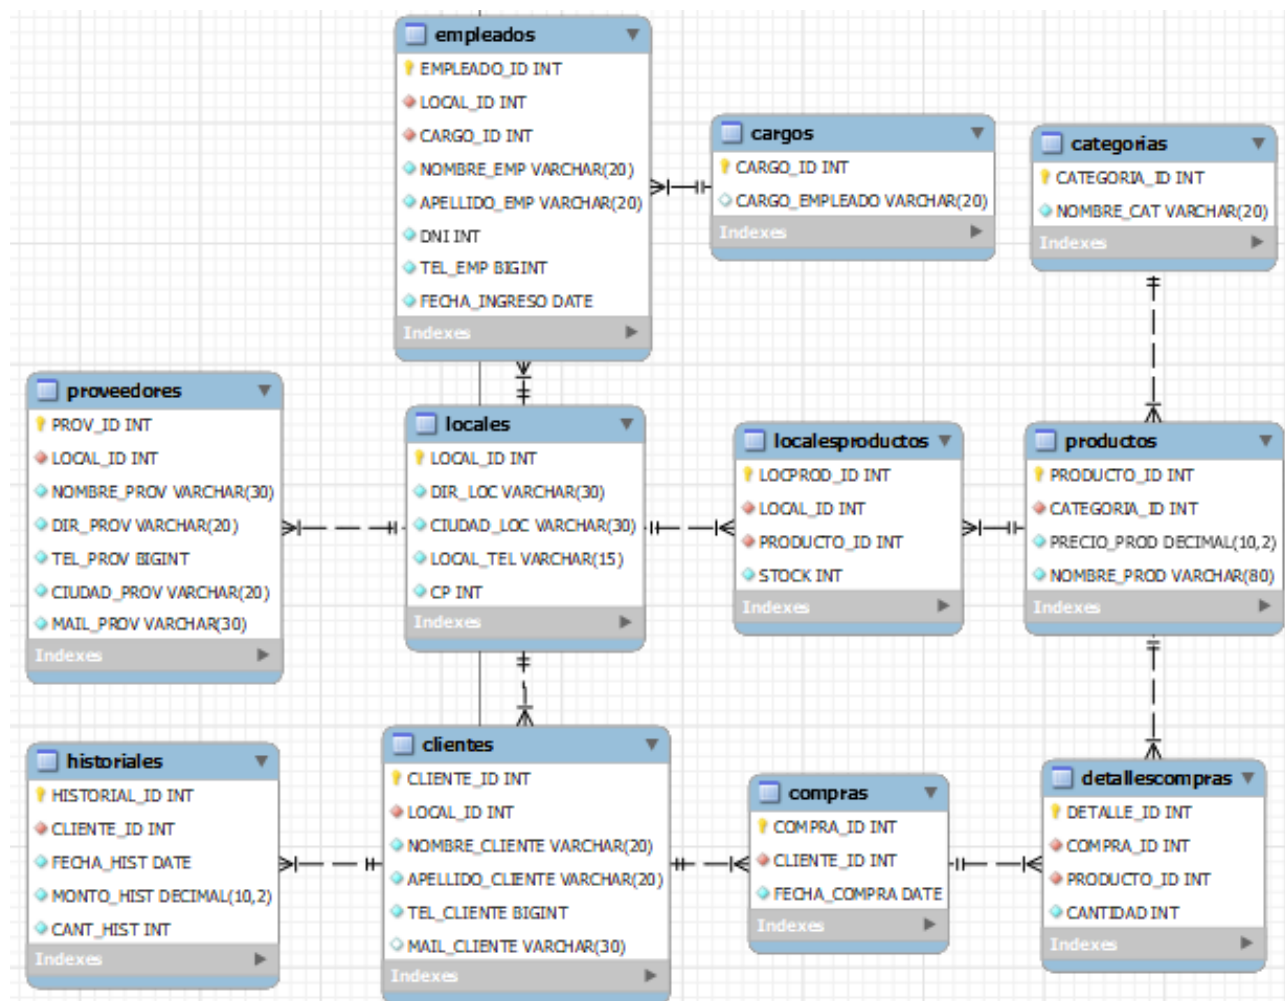 empleados
EMPLEADO_ID INT
LOCAL_ID INT
CARGO_ID INT
NOMBRE_EMP VARCHAR(20)
APELLIDO_EMP VARCHAR(20)
DNI INT
TEL_EMP BIGINT
FECHA_INGRESO DATE
Indexes
cargos
CARGO_ID INT
CARGO_EMPLEADO VARCHAR(20)
Indexes
categorias
CATEGORIA_ID INT
NOMBRE_CAT VARCHAR(20)
Indexes
proveedores
PROV_ID INT
LOCAL_ID INT
NOMBRE_PROV VARCHAR(30)
DIR_PROV VARCHAR(20)
TEL_PROV BIGINT
CIUDAD_PROV VARCHAR(20)
MAIL_PROV VARCHAR(30)
Indexes
locales
LOCAL_ID INT
DIR_LOC VARCHAR(30)
CIUDAD_LOC VARCHAR(30)
LOCAL_TEL VARCHAR(15)
CP INT
Indexes
localesproductos
LOCPROD_ID INT
LOCAL_ID INT
PRODUCTO_ID INT
STOCK INT
Indexes
productos
PRODUCTO_ID INT
CATEGORIA_ID INT
PRECIO_PROD DECIMAL(10,2)
NOMBRE_PROD VARCHAR(80)
Indexes
historiales
HISTORIAL_ID INT
CLIENTE_ID INT
FECHA_HIST DATE
MONTO_HIST DECIMAL(10,2)
CANT_HIST INT
Indexes
clientes
CLIENTE_ID INT
LOCAL_ID INT
NOMBRE_CLIENTE VARCHAR(20)
APELLIDO_CLIENTE VARCHAR(20)
TEL_CLIENTE BIGINT
MAIL_CLIENTE VARCHAR(30)
Indexes
compras
COMPRA_ID INT
CLIENTE_ID INT
FECHA_COMPRA DATE
Indexes
detallescompras
DETALLE_ID INT
COMPRA_ID INT
PRODUCTO_ID INT
CANTIDAD INT
Indexes